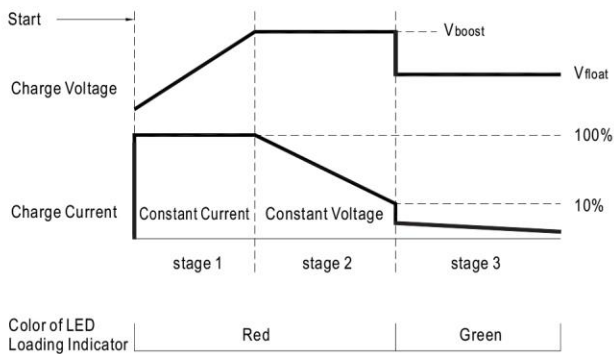 Start
Vboost
Charge Voltage
Vfloat
100%
Charge Current
Constant Current
Constant Voltage
10%
stage 1
stage 2
stage 3
Color of LED
Loading Indicator
Red
Green